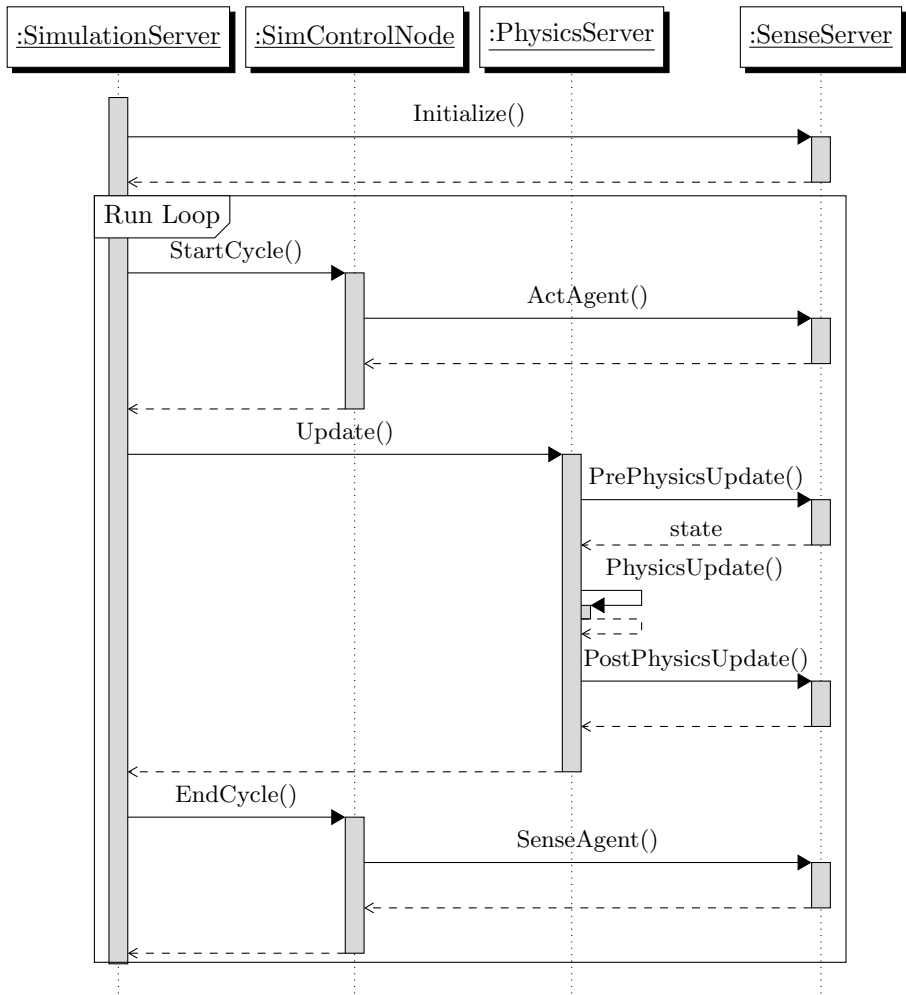 :SimulationServer
:SimControlNode
:PhysicsServer
:SenseServer
Initialize()
Run Loop
StartCycle()
ActAgent()
Update()
PrePhysicsUpdate()
state
PhysicsUpdate()
PostPhysicsUpdate()
EndCycle()
SenseAgent()